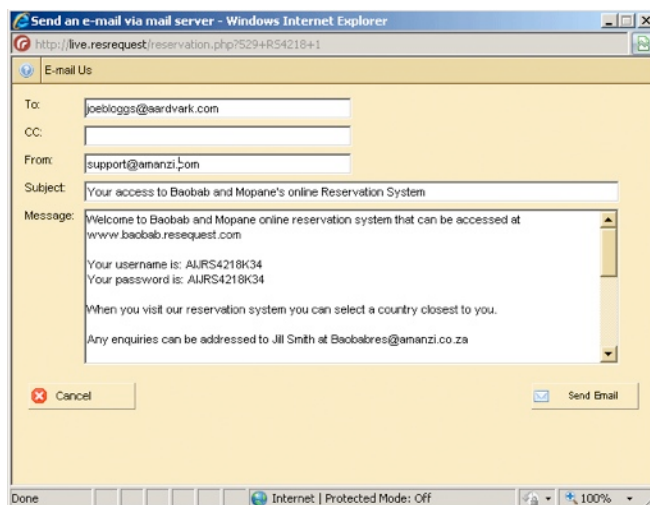 Send an e-mail via mail server - Windows Internet Explorer
http://live.resrequest/reservation.php?529+RS4218+1
E-mail Us
To: joebloggs@aardvark.com
CC:
From: support@amanzi.com
Subject: Your access to Baobab and Mopane's online Reservation System
Message: Welcome to Baobab and Mopane online reservation system that can be accessed at
www.baobab.resequest.com
Your username is: AIJRS4218K34
Your password is: AIJRS4218K34
When you visit our reservation system you can select a country closest to you.
Any enquiries can be addressed to Jill Smith at Baobabres@amanzi.co.za
Cancel
Send Email
Done
Internet | Protected Mode: Off
100%